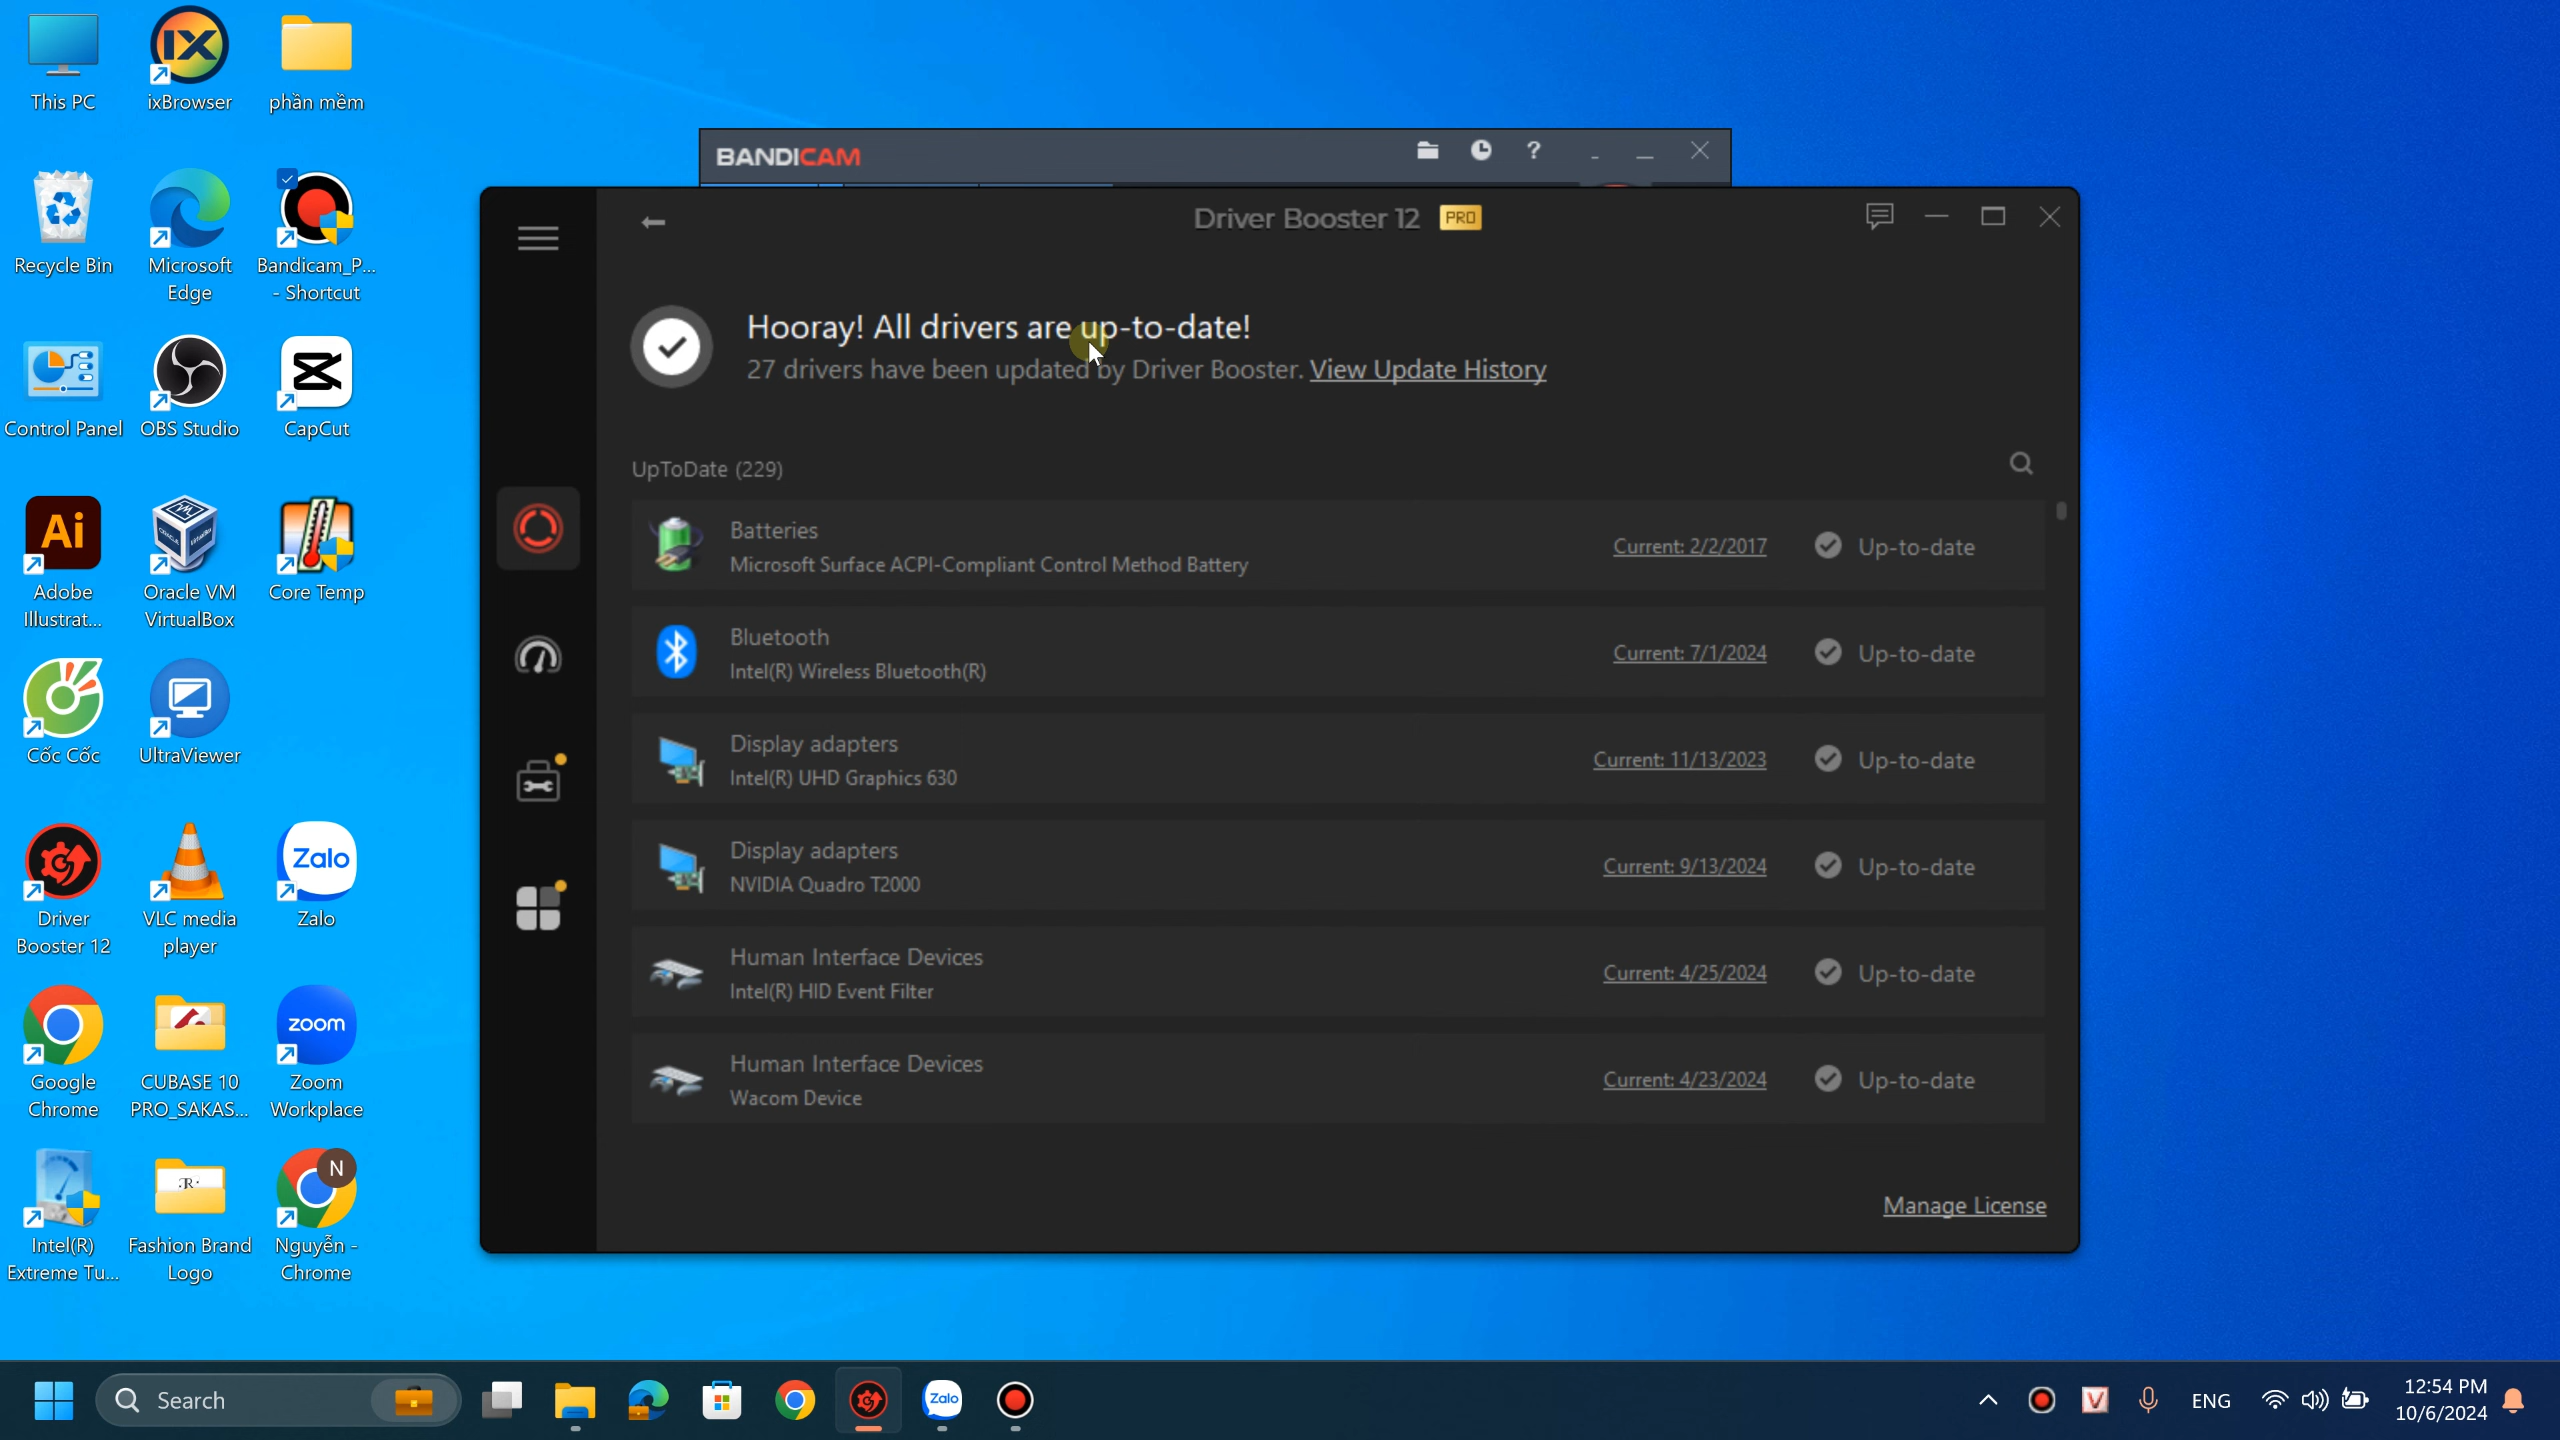 This PC
ixBrowser
phần mềm
Recycle Bin
Microsoft
Edge
Bandicam_P...
- Shortcut
Control Panel
OBS Studio
CapCut
Ai
Adobe
Illustrat...
Oracle VM
VirtualBox
Core Temp
Cốc Cốc
UltraViewer
Driver
Booster 12
VLC media
player
Zalo
Zalo
Google
Chrome
CUBASE 10
PRO_SAKAS...
zoom
Zoom
Workplace
Intel(R)
Extreme Tu...
R
Fashion Brand
Logo
N
Nguyễn -
Chrome
BANDICAM
?
Driver Booster 12 PRO
Hooray! All drivers are up-to-date!
27 drivers have been updated by Driver Booster. View Update History
UpToDate (229)
Batteries
Microsoft Surface ACPI-Compliant Control Method Battery
Current: 2/2/2017
Up-to-date
Bluetooth
Intel(R) Wireless Bluetooth(R)
Current: 7/1/2024
Up-to-date
Display adapters
Intel(R) UHD Graphics 630
Current: 11/13/2023
Up-to-date
Display adapters
NVIDIA Quadro T2000
Current: 9/13/2024
Up-to-date
Human Interface Devices
Intel(R) HID Event Filter
Current: 4/25/2024
Up-to-date
Human Interface Devices
Wacom Device
Current: 4/23/2024
Up-to-date
Manage License
Search
Zalo
V
ENG
12:54 PM
10/6/2024